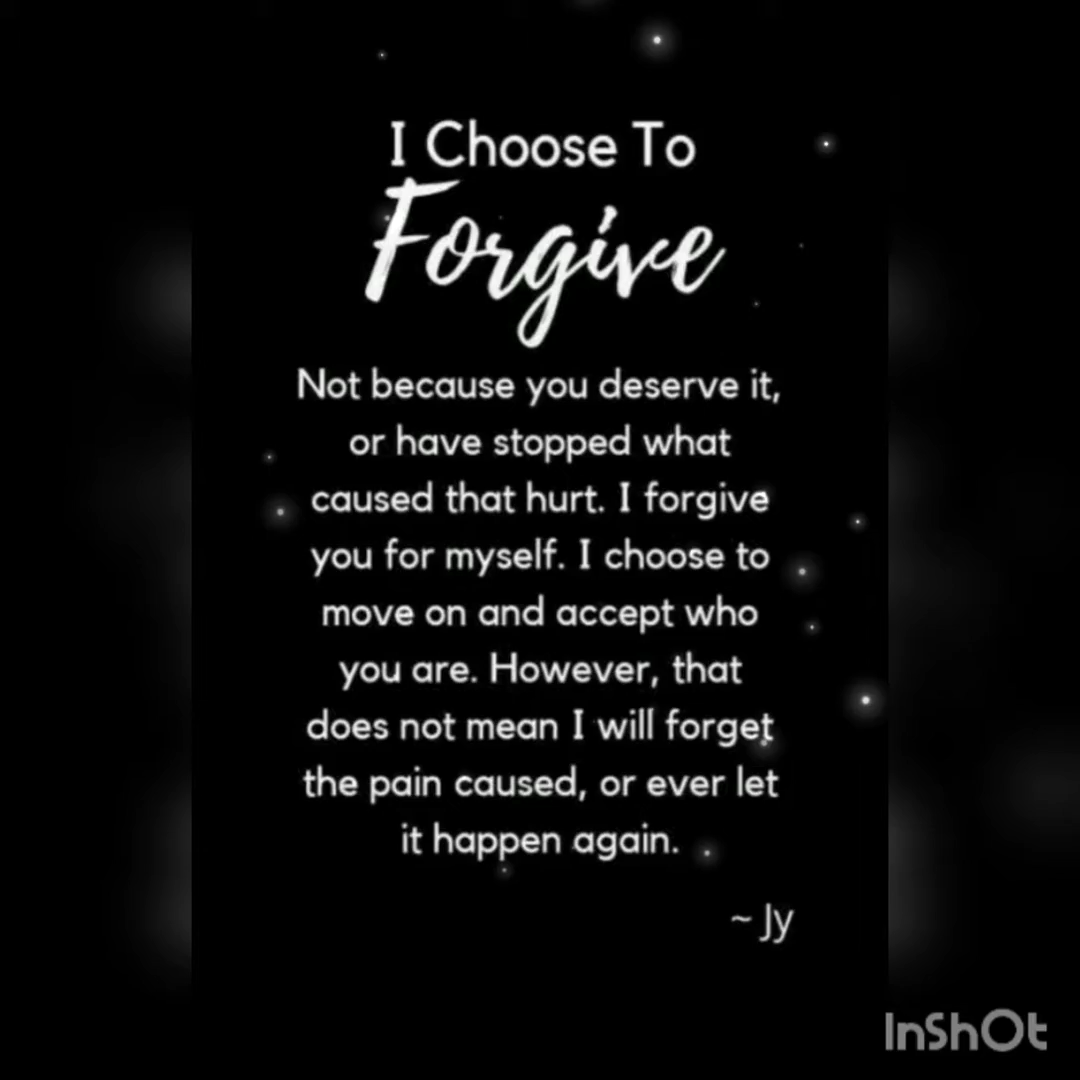 I Choose To
Forgive
Not because you deserve it,
or have stopped what
caused that hurt. I forgive
you for myself. I choose to
move on and accept who
you are. However, that
does not mean I will forget
the pain caused, or ever let
it happen again.
~ Jy
InShOt